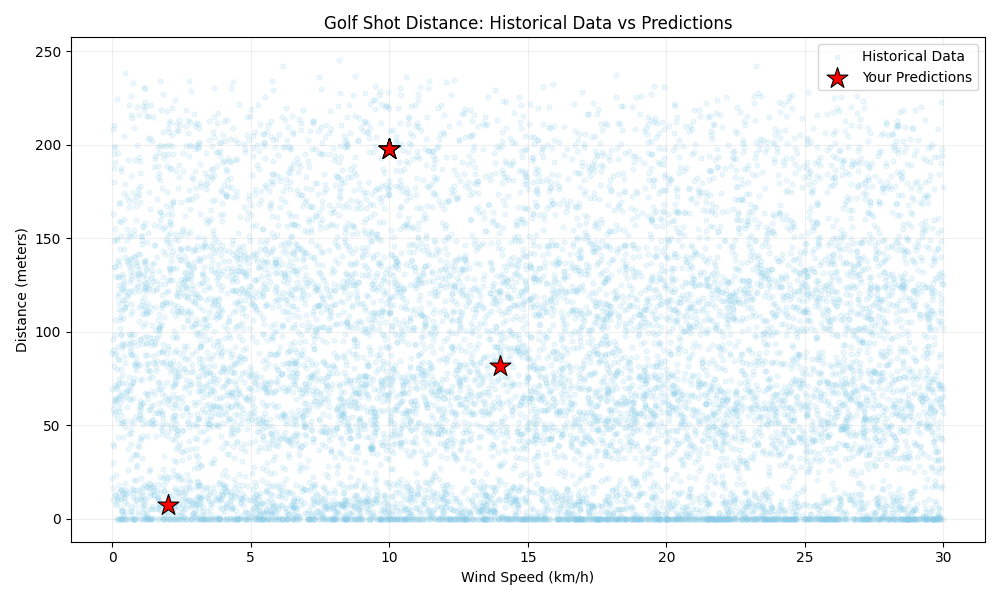 Golf Shot Distance: Historical Data vs Predictions
Historical Data
Your Predictions
Distance (meters)
250
200
150
100
50
0
0 5 10 15 20 25 30
Wind Speed (km/h)